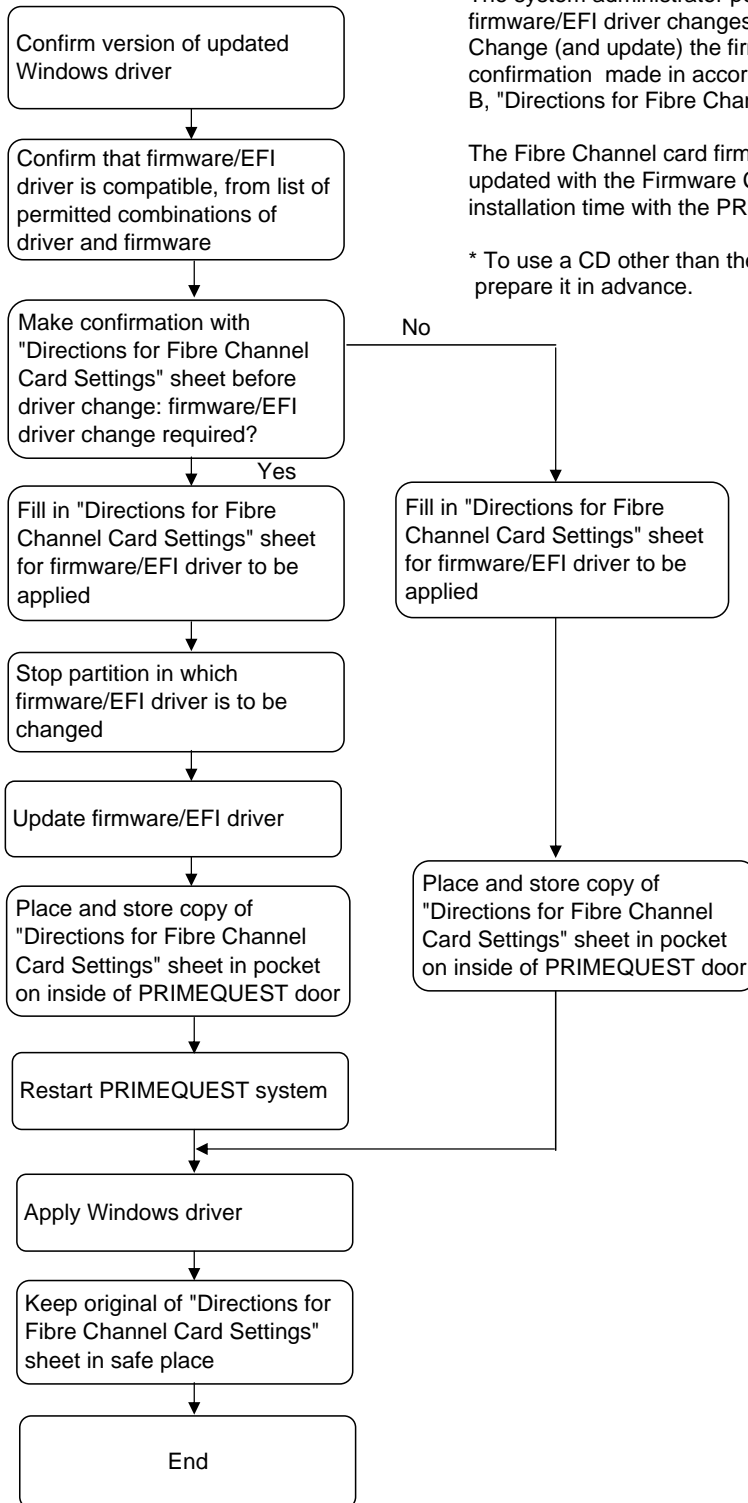 Confirm version of updated
Windows driver
Confirm that firmware/EFI
driver is compatible, from list of
permitted combinations of
driver and firmware
Make confirmation with
"Directions for Fibre Channel
Card Settings" sheet before
driver change: firmware/EFI
driver change required?
No
Yes
Fill in "Directions for Fibre
Channel Card Settings" sheet
for firmware/EFI driver to be
applied
Fill in "Directions for Fibre
Channel Card Settings" sheet
for firmware/EFI driver to be
applied
Stop partition in which
firmware/EFI driver is to be
changed
Update firmware/EFI driver
Place and store copy of
"Directions for Fibre Channel
Card Settings" sheet in pocket
on inside of PRIMEQUEST door
Place and store copy of
"Directions for Fibre Channel
Card Settings" sheet in pocket
on inside of PRIMEQUEST door
Restart PRIMEQUEST system
Apply Windows driver
Keep original of "Directions for
Fibre Channel Card Settings"
sheet in safe place
End
The system administrator
firmware/EFI driver changes
Change (and update) the
confirmation made in
B, "Directions for Fibre
The Fibre Channel card
updated with the Firmware
installation time with the
* To use a CD other than
prepare it in advance.